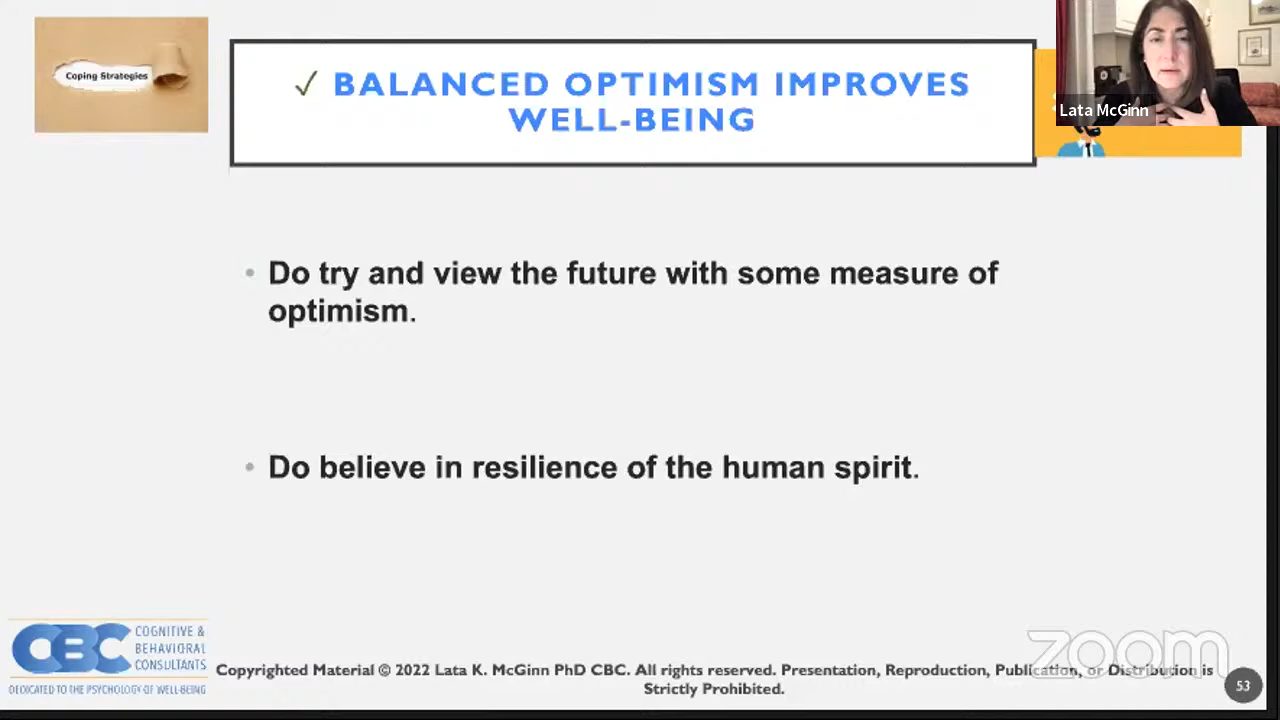 Coping Strategies
✓ BALANCED OPTIMISM IMPROVES
WELL-BEING
Lata McGinn
• Do try and view the future with some measure of
optimism.
• Do believe in resilience of the human spirit.
CBC
COGNITIVE &
BEHAVIORAL
CONSULTANTS
DEDICATED TO THE PSYCHOLOGY OF WELL-BEING
Copyrighted Material © 2022 Lata K. McGinn PhD CBC. All rights reserved. Presentation, Reproduction, Publication, or Distribution is
Strictly Prohibited.
zoom
53